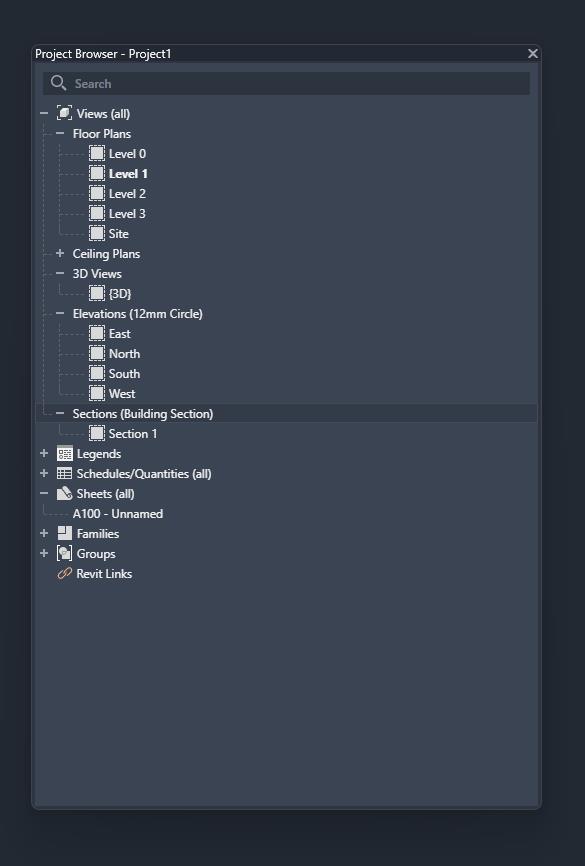 Project Browser - Project1
Search
Views (all)
Floor Plans
Level 0
Level 1
Level 2
Level 3
Site
Ceiling Plans
3D Views
{3D}
Elevations (12mm Circle)
East
North
South
West
Sections (Building Section)
Section 1
Legends
Schedules/Quantities (all)
Sheets (all)
A100 - Unnamed
Families
Groups
Revit Links